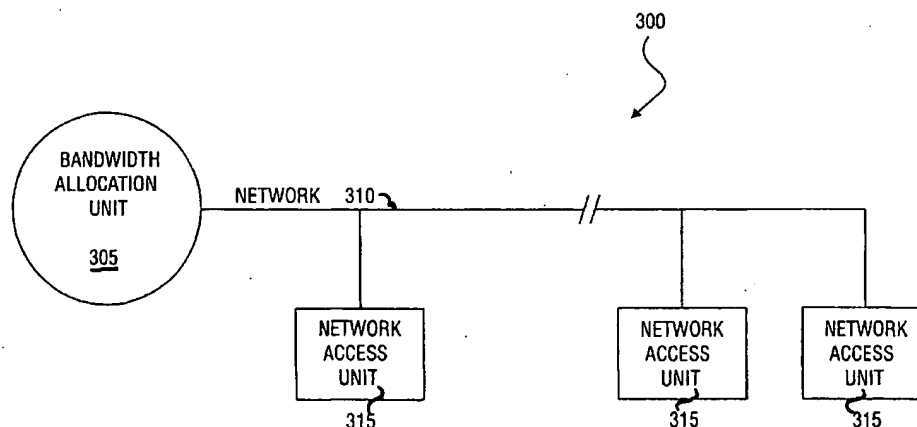 300
BANDWIDTH
ALLOCATION
UNIT
305
NETWORK 310
NETWORK
ACCESS
UNIT
315
NETWORK
ACCESS
UNIT
315
NETWORK
ACCESS
UNIT
315